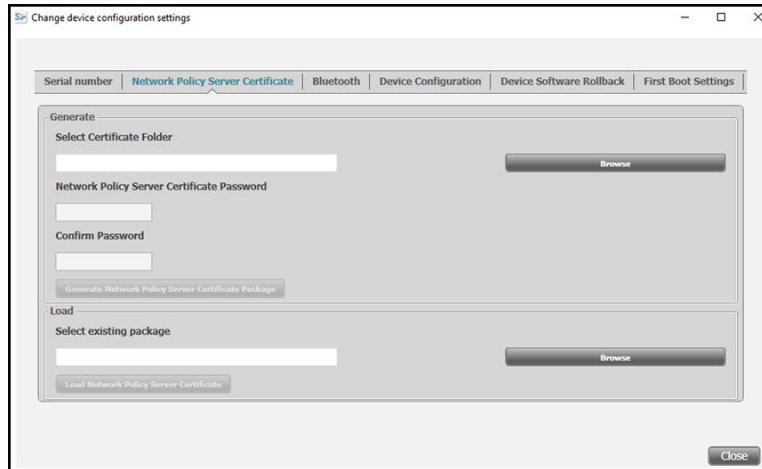 Change device configuration settings
Serial number Network Policy Server Certificate Bluetooth Device Configuration Device Software Rollback First Boot Settings
Generate
Select Certificate Folder
Browse
Network Policy Server Certificate Password
Confirm Password
Generate Network Policy Server Certificate Package
Load
Select existing package
Browse
Load Network Policy Server Certificate
Close